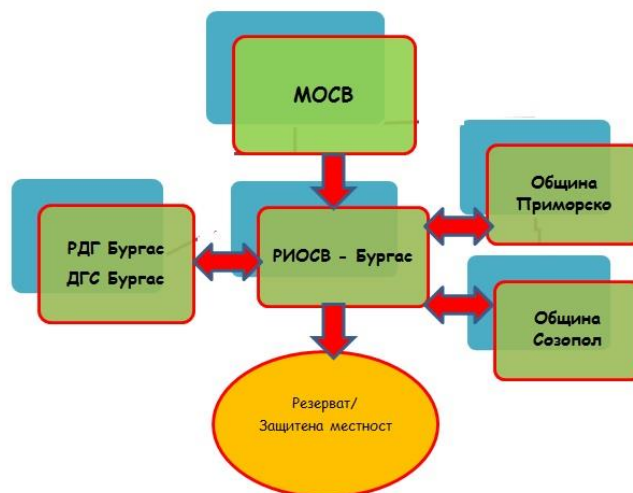 МОСВ
Община
Приморско
РДГ Бургас
ДГС Бургас
РИОСВ - Бургас
Община
Созопол
Резерват/
Защитена местност